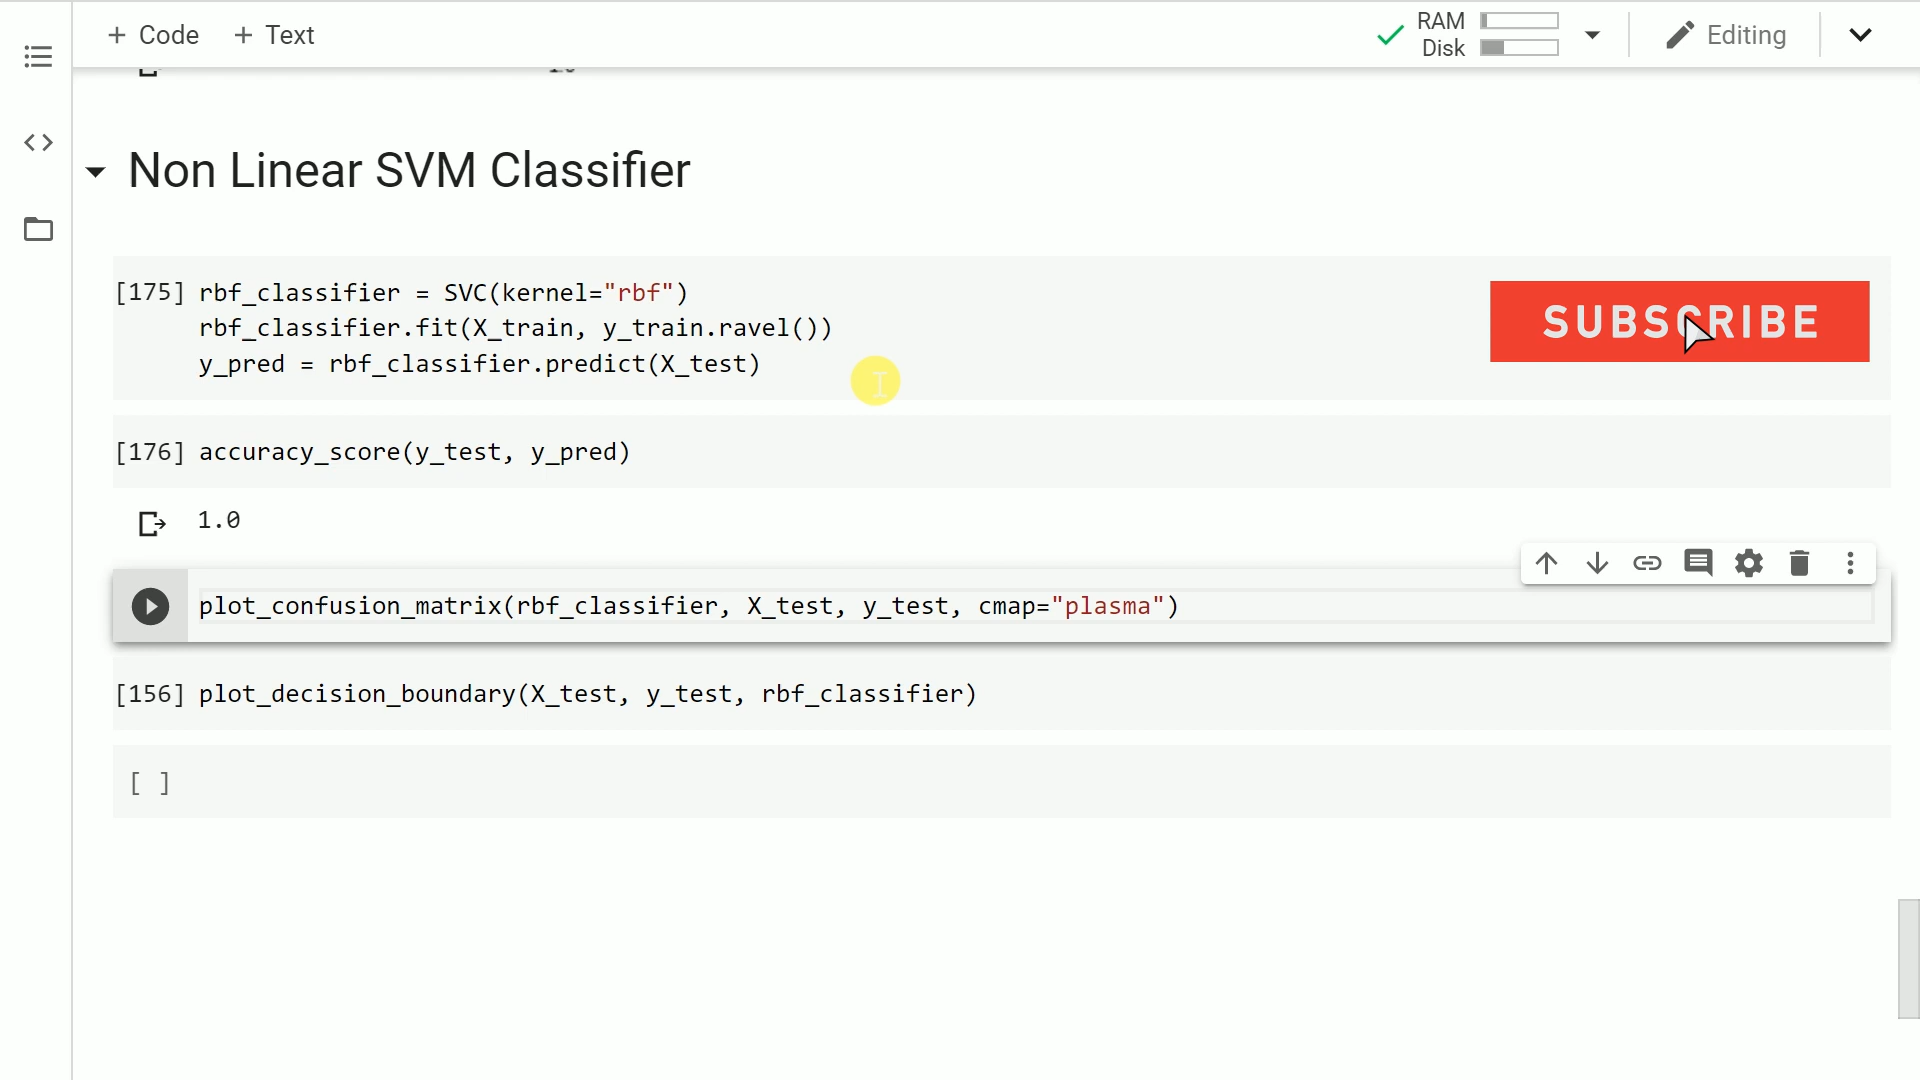 + Code + Text
RAM
Disk
Editing
Non Linear SVM Classifier
[175] rbf_classifier = SVC(kernel="rbf")
rbf_classifier.fit(X_train, y_train.ravel())
y_pred = rbf_classifier.predict(X_test)
SUBSCRIBE
[176] accuracy_score(y_test, y_pred)
1.0
plot_confusion_matrix(rbf_classifier, X_test, y_test, cmap="plasma")
[156] plot_decision_boundary(X_test, y_test, rbf_classifier)
[ ]